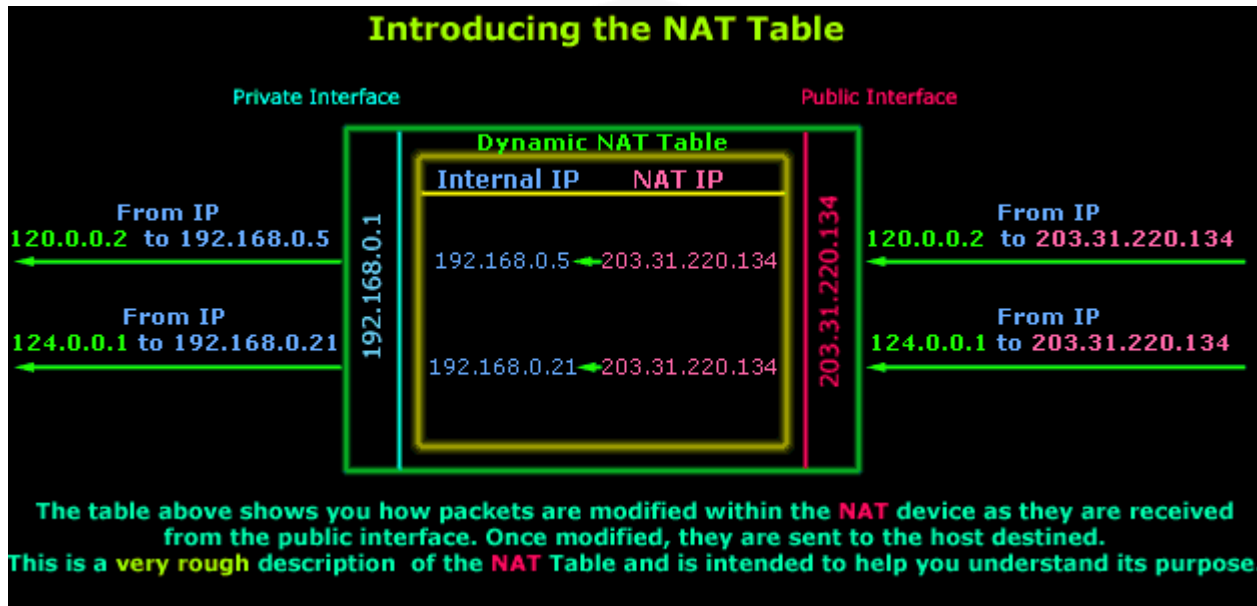 Introducing the NAT Table
Private Interface
Public Interface
Dynamic NAT Table
Internal IP NAT IP
From IP
120.0.0.2 to 192.168.0.5
From IP
124.0.0.1 to 192.168.0.21
192.168.0.1
192.168.0.5 203.31.220.134
192.168.0.21 203.31.220.134
203.31.220.134
From IP
120.0.0.2 to 203.31.220.134
From IP
124.0.0.1 to 203.31.220.134
The table above shows you how packets are modified within the NAT device as they are received
from the public interface. Once modified, they are sent to the host destined.
This is a very rough description of the NAT Table and is intended to help you understand its purpose